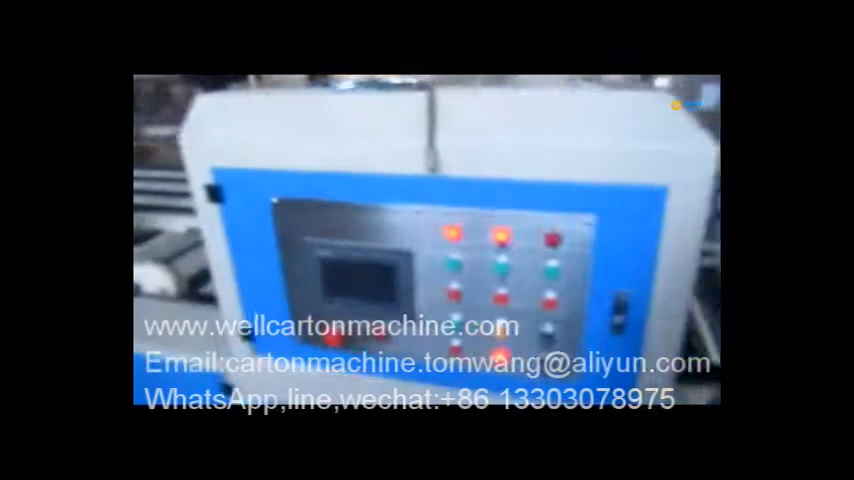 www.wellcartonmachine.com
Email:cartonmachine.tomwang@aliyun.com
WhatsApp,line,wechat:+86 13303078975